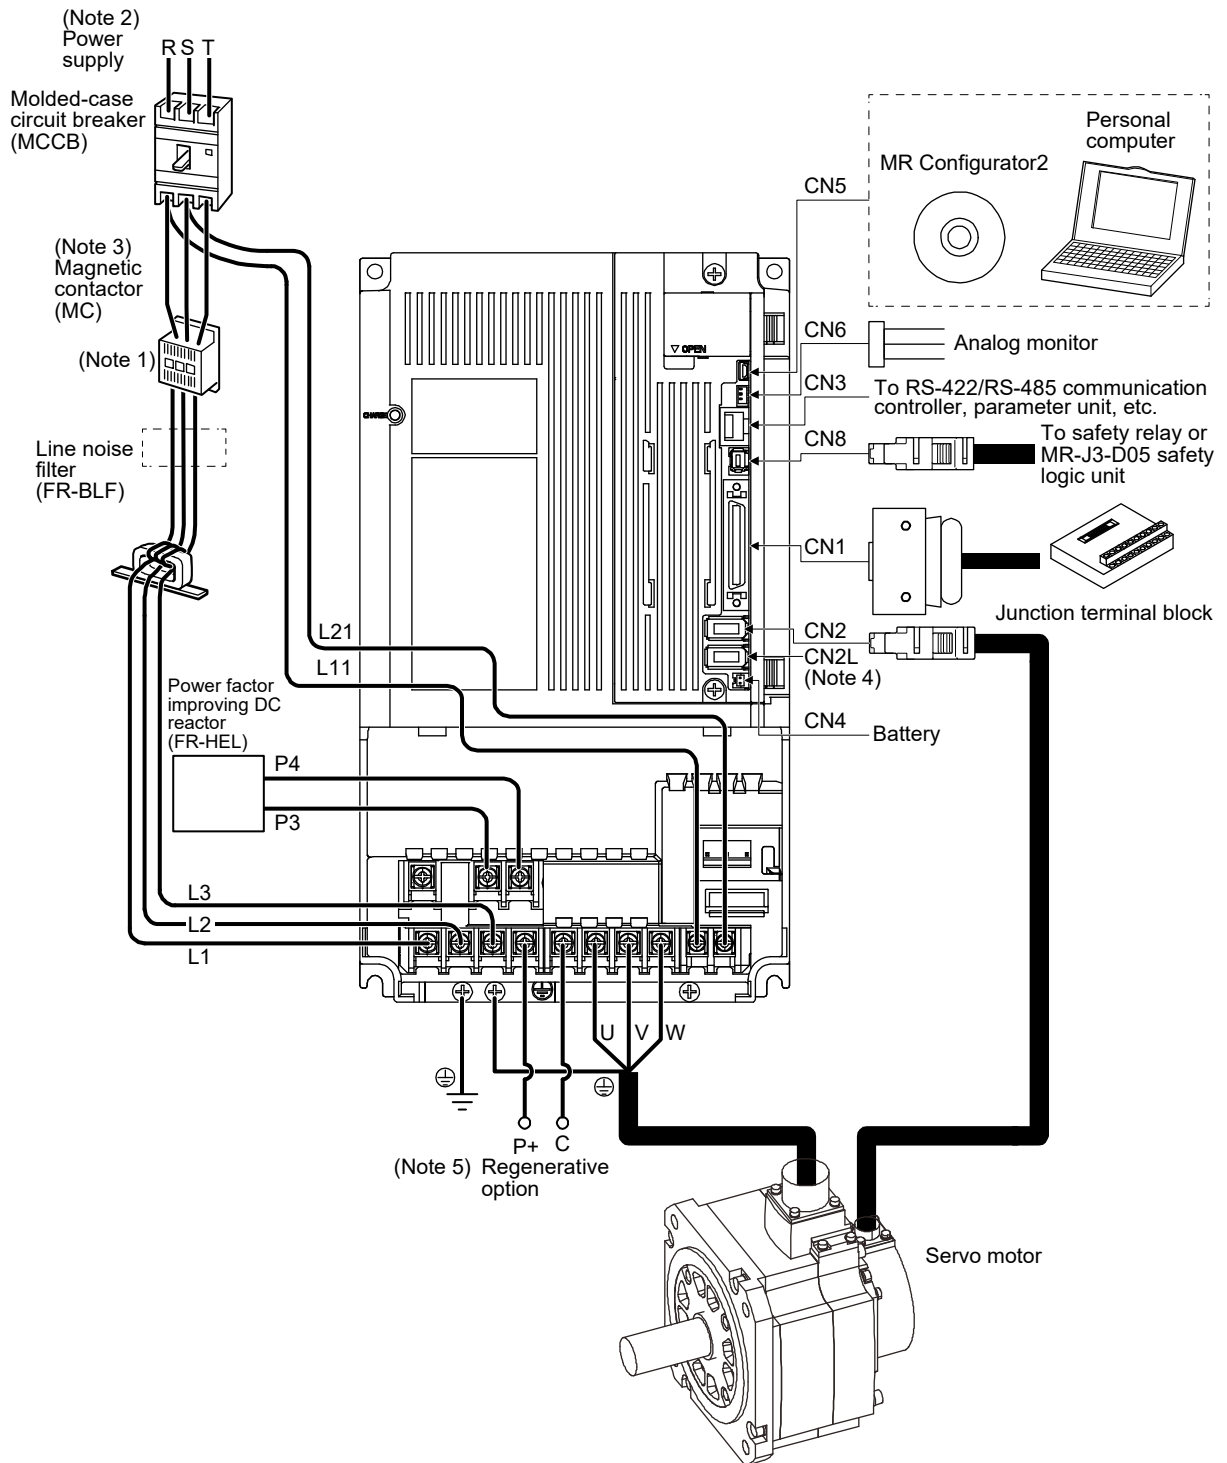 (Note 2)
Power
supply
R S T
Molded-case
circuit breaker
(MCCB)
(Note 3)
Magnetic
contactor
(MC)
(Note 1)
Line noise
filter
(FR-BLF)
L21
L11
Power factor
improving DC
reactor
(FR-HEL)
P4
P3
L3
L2
L1
CHARGE
▽ OPEN
CN5
MR Configurator2
Personal
computer
CN6
Analog monitor
CN3
To RS-422/RS-485 communication
controller, parameter unit, etc.
CN8
To safety relay or
MR-J3-D05 safety
logic unit
CN1
Junction terminal block
CN2
CN2L
(Note 4)
CN4
Battery
U V W
P+ C
(Note 5) Regenerative
option
Servo motor